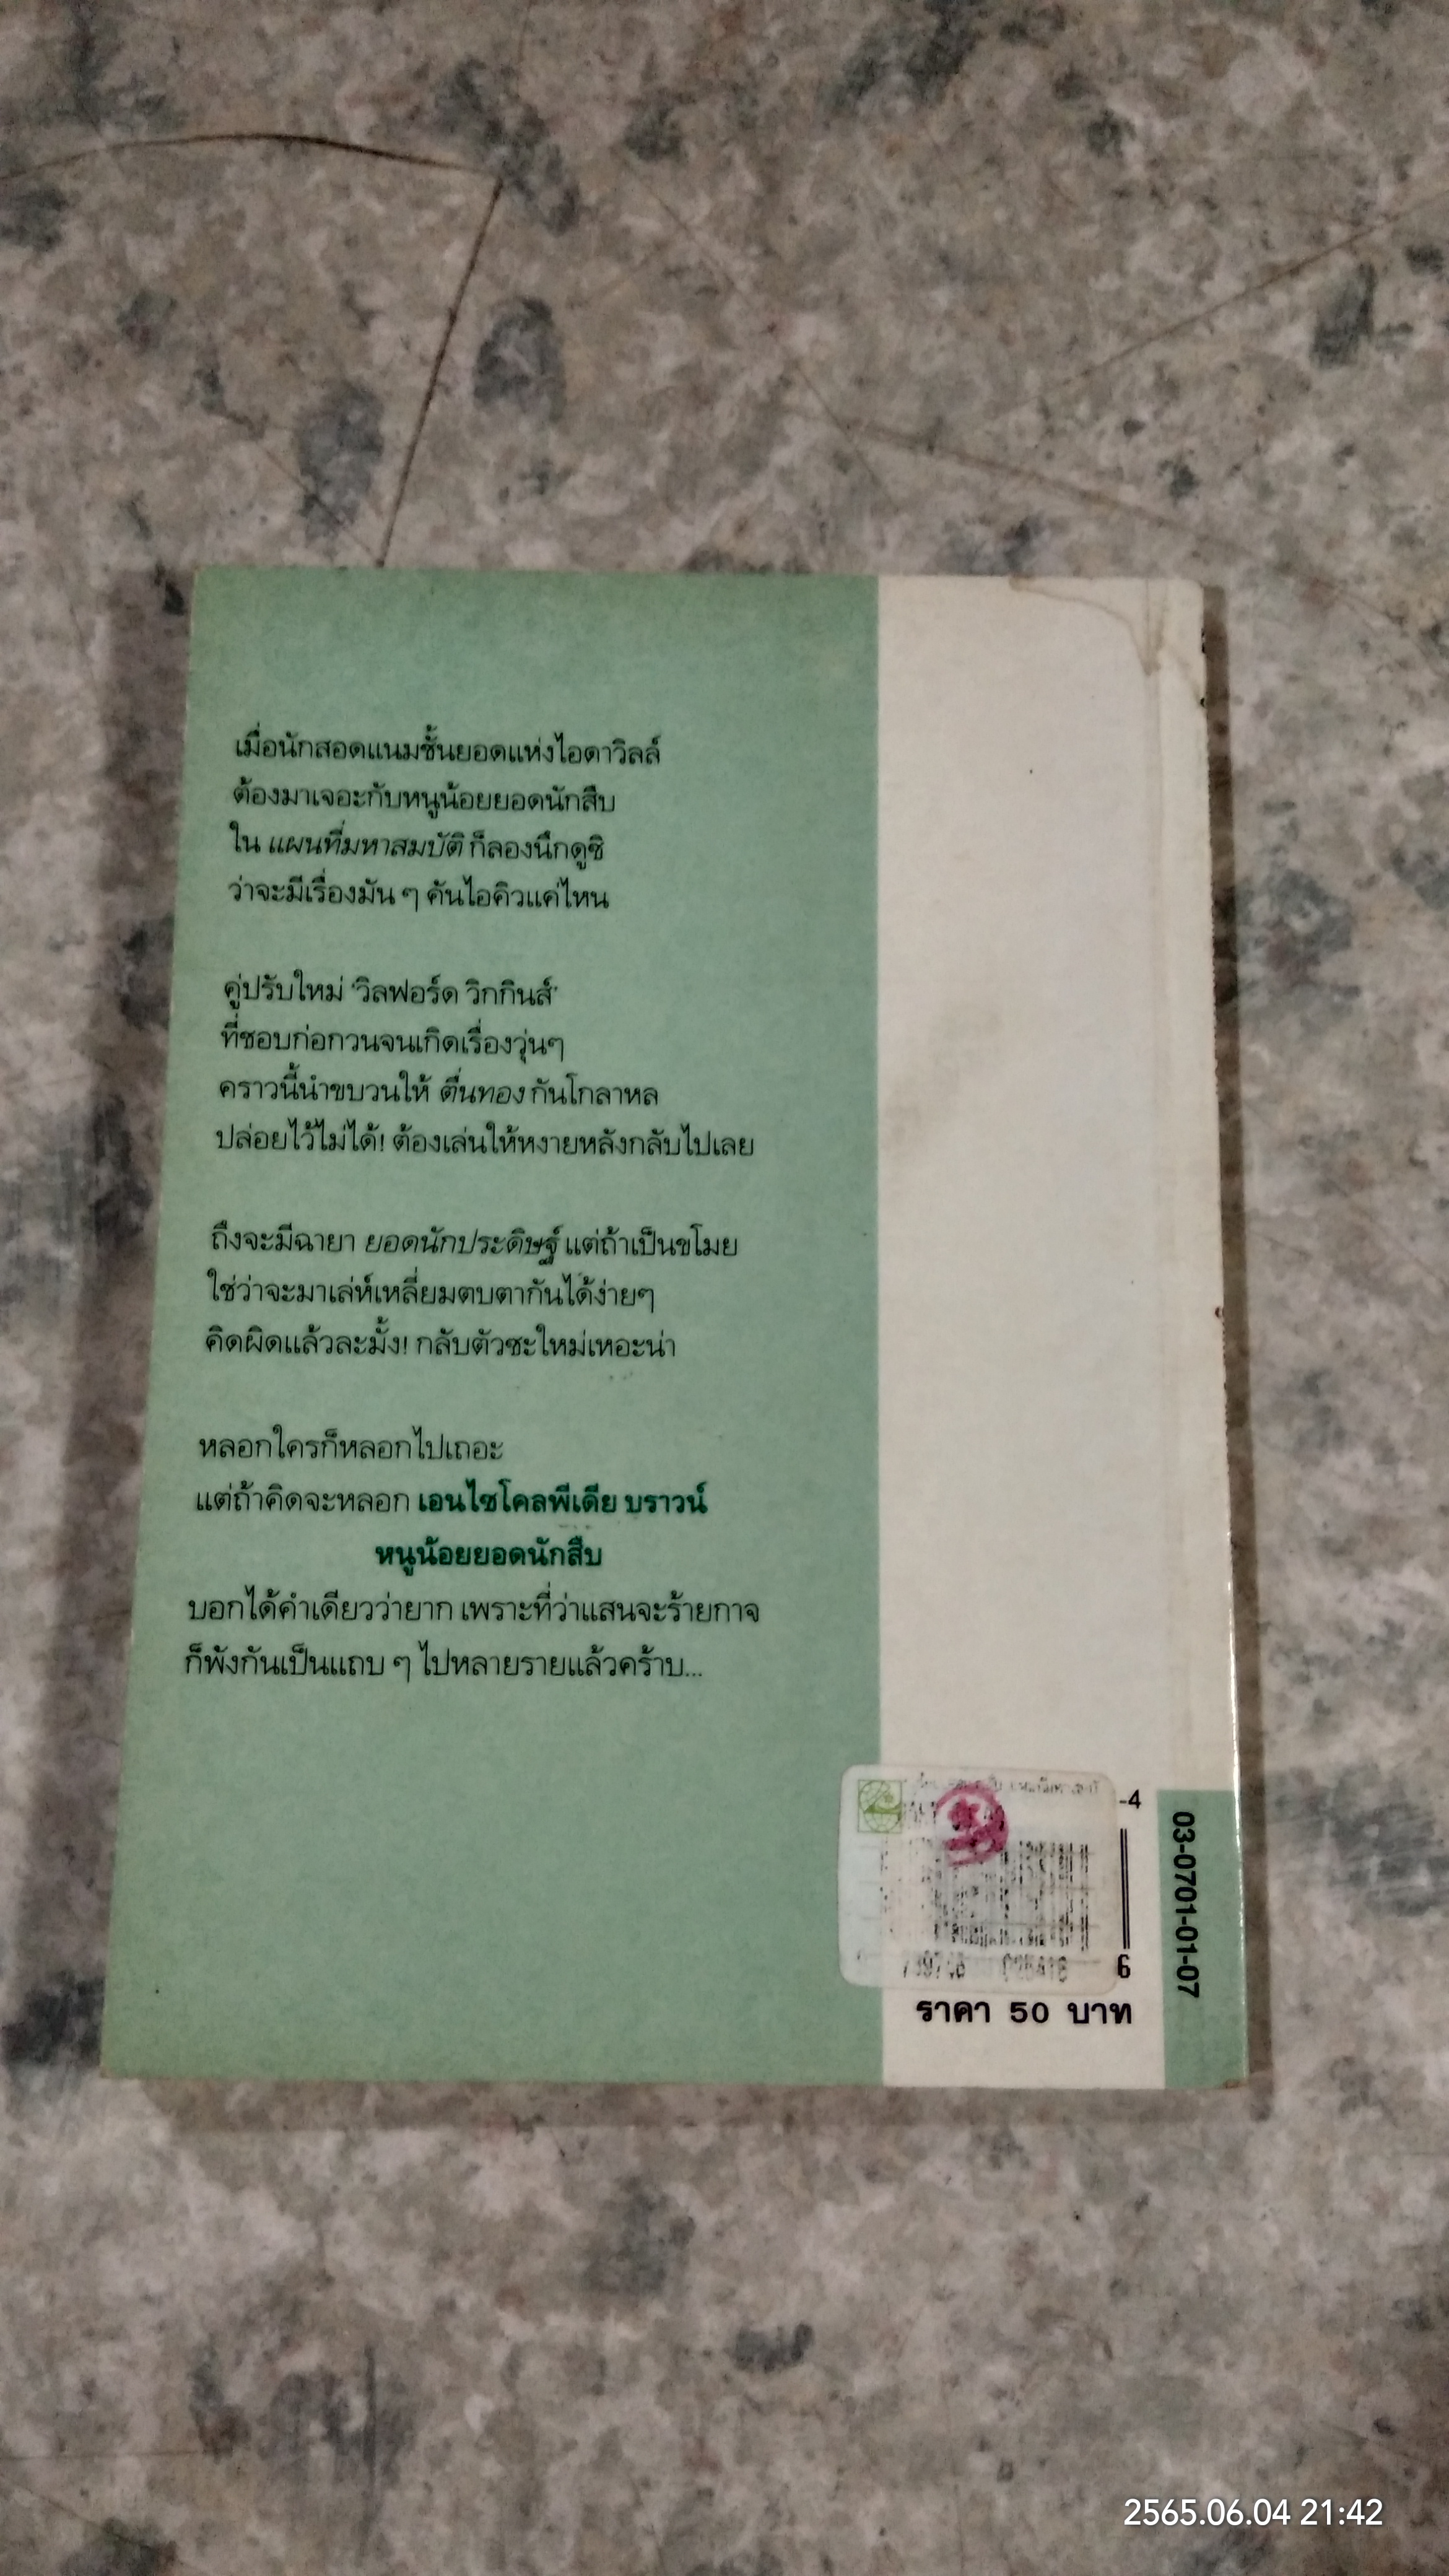 เมื่อนักสอดแนมชั้นยอดแห่งไอดาวิลล์
ต้องมาเจอะกับหนูน้อยยอดนักสืบ
ใน แผนที่มหาสมบัติ ก็ลองนึกดูซิ
ว่าจะมีเรื่องมัน ๆ คันไอคิวแค่ไหน
คู่ปรับใหม่ 'วิลฟอร์ด วิกกินส์'
ที่ชอบก่อกวนจนเกิดเรื่องวุ่นๆ
คราวนี้นำขบวนให้ ตื่นทอง กันโกลาหล
ปล่อยไว้ไม่ได้! ต้องเล่นให้หงายหลังกลับไปเลย
ถึงจะมีฉายา ยอดนักประดิษฐ์ แต่ถ้าเป็นขโมย
ใช่ว่าจะมาเล่ห์เหลี่ยมตบตากันได้ง่ายๆ
คิดผิดแล้วละมั้ง! กลับตัวซะใหม่เหอะน่า
หลอกใครก็หลอกไปเถอะ
แต่ถ้าคิดจะหลอก เอนไซโคลพีเดีย บราวน์
หนูน้อยยอดนักสืบ
บอกได้คำเดียวว่ายาก เพราะที่ว่าแสนจะร้ายกาจ
ก็พังกันเป็นแถบ ๆ ไปหลายรายแล้วคร้าบ...
-4
6
ราคา 50 บาท
03-0701-01-07
2565.06.04 21:42